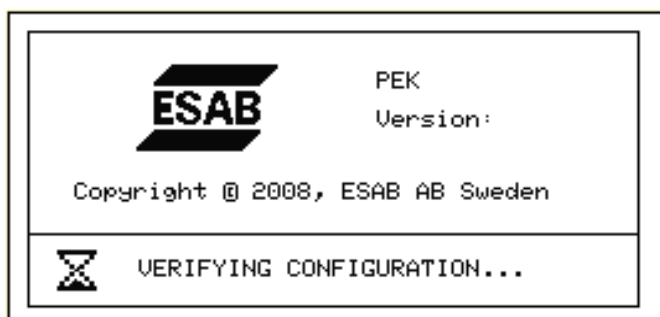 ESAB
PEK
Version:
Copyright © 2008, ESAB AB Sweden
VERIFYING CONFIGURATION...